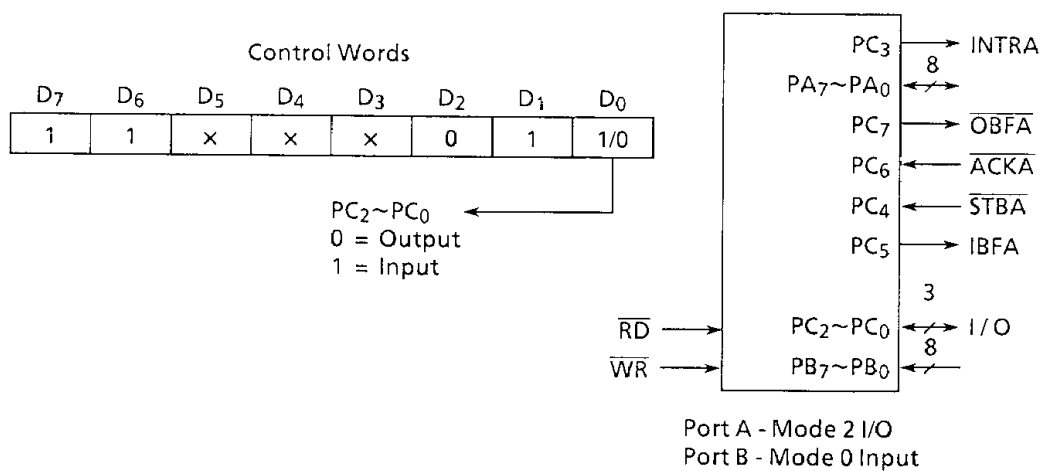 Control Words
D7 D6 D5 D4 D3 D2 D1 D0
1 1 × × × 0 1 1/0
PC2~PC0
0 = Output
1 = Input
PC3 INTRA
8
PA7~PA0
PC7 OBFA
PC6 ACKA
PC4 STBA
PC5 IBFA
3
RD PC2~PC0 I/O
8
WR PB7~PB0
Port A - Mode 2 I/O
Port B - Mode 0 Input